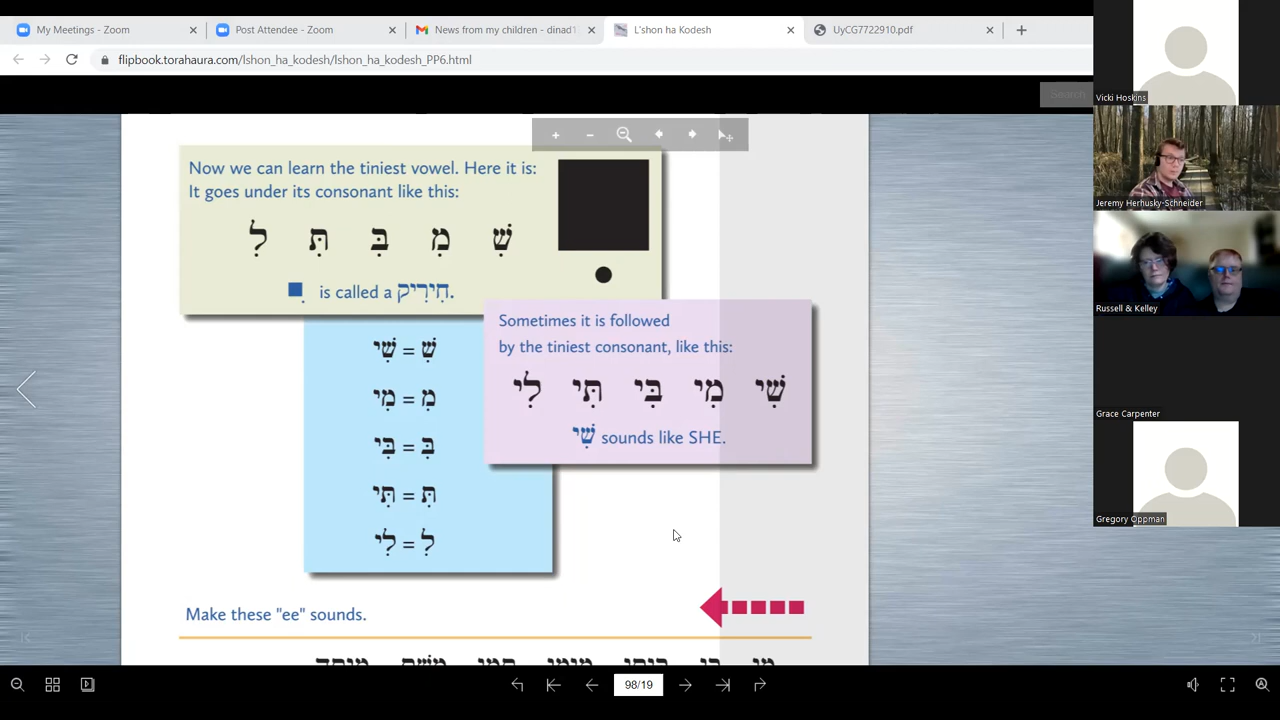 My Meetings - Zoom
Post Attendee - Zoom
News from my children - dinad1
L'shon ha Kodesh
UyCG7722910.pdf
flipbook.torahaura.com/lshon_ha_kodesh/lshon_ha_kodesh_PP6.html
Search
Vicki Hoskins
Jeremy Herhusky-Schneider
Russell & Kelley
Grace Carpenter
Gregory Oppman
Now we can learn the tiniest vowel. Here it is:
It goes under its consonant like this:
שִׁ מִ בִּ תִּ לִ
is called a חִירִיק.
Sometimes it is followed
by the tiniest consonant, like this:
שִׁי מִי בִּי תִּי לִי
שִׁי sounds like SHE.
שִׁ = שִׁי
מִ = מִי
בִּ = בִּי
תִּ = תִּי
לִ = לִי
Make these "ee" sounds.
98/19